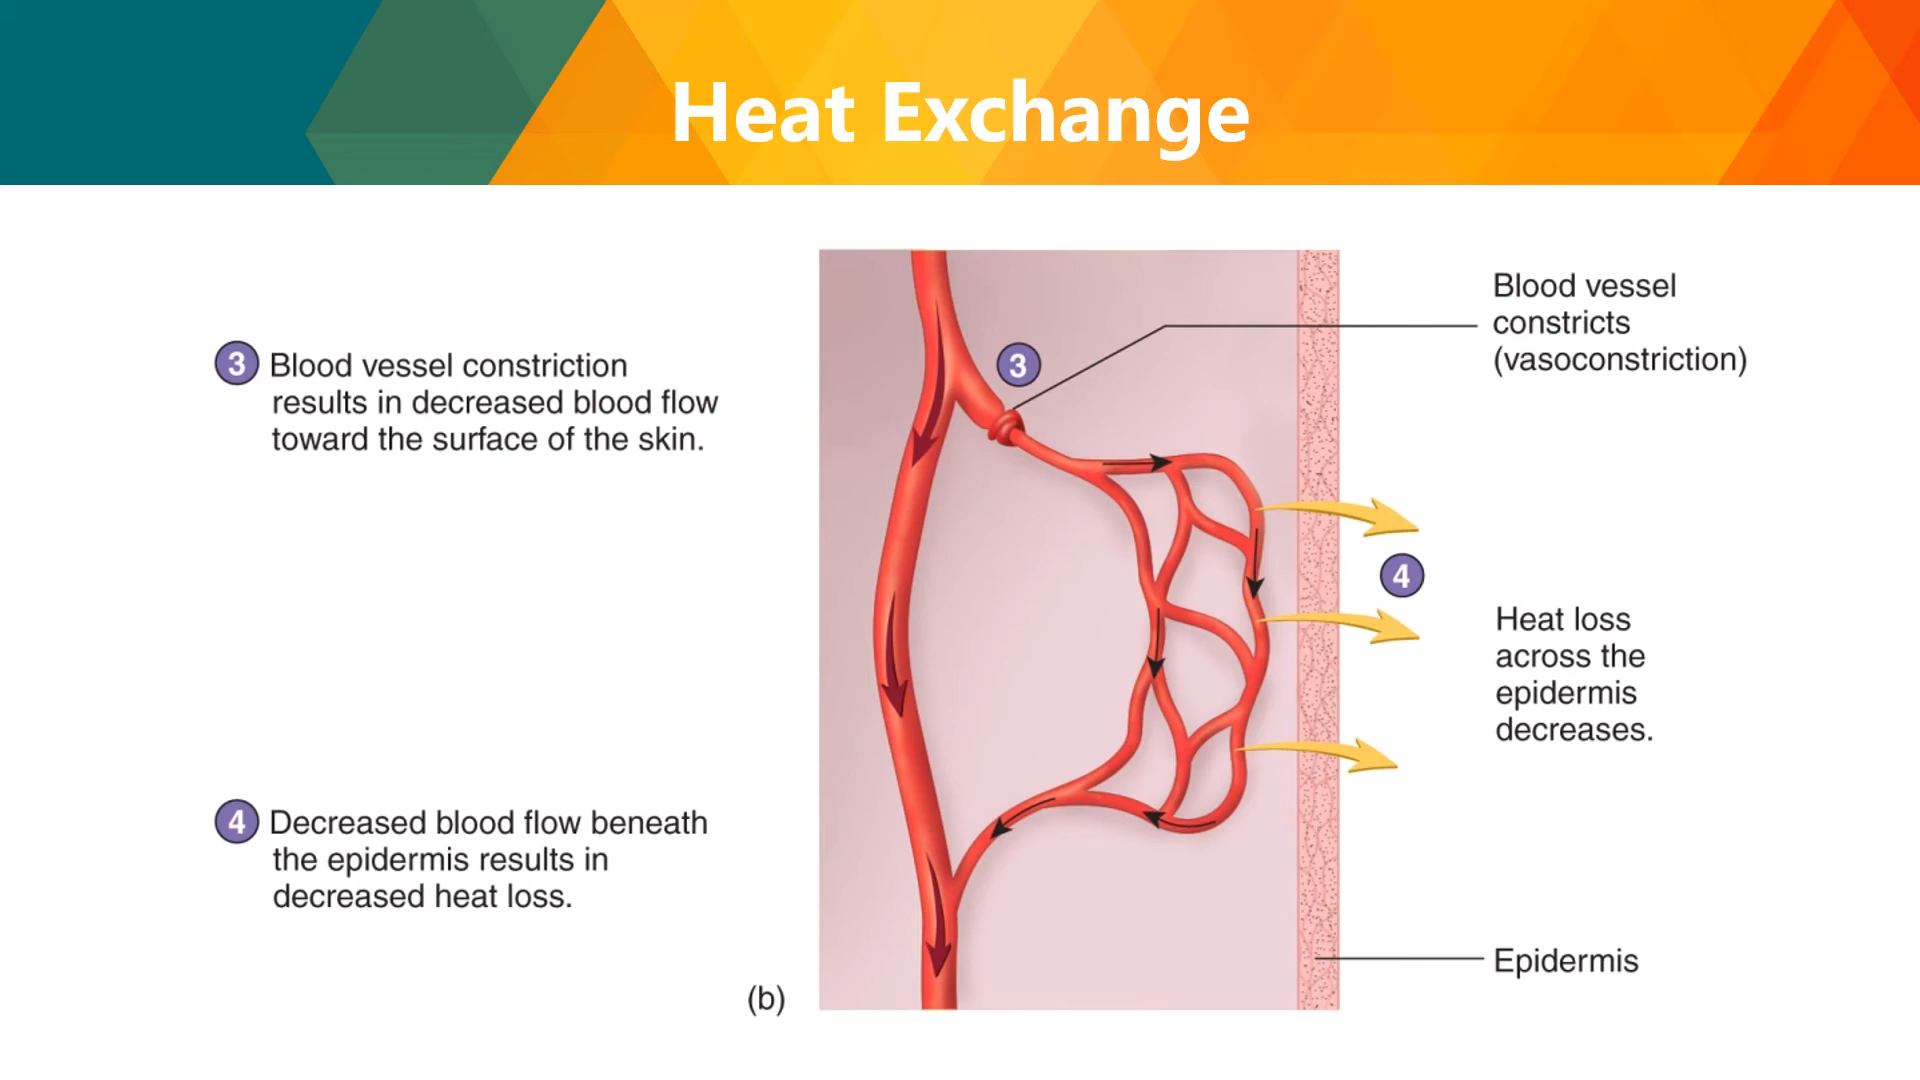 Heat Exchange
3 Blood vessel constriction
results in decreased blood flow
toward the surface of the skin.
4 Decreased blood flow beneath
the epidermis results in
decreased heat loss.
(b)
3
Blood vessel
constricts
(vasoconstriction)
4
Heat loss
across the
epidermis
decreases.
Epidermis